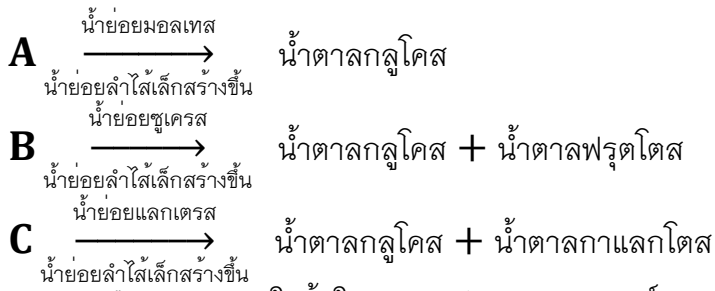 น้ำย่อยมอลเทส
A → น้ำตาลกลูโคส
น้ำย่อยลำไส้เล็กสร้างขึ้น
น้ำย่อยซูเครส
B → น้ำตาลกลูโคส + น้ำตาลฟรุตโตส
น้ำย่อยลำไส้เล็กสร้างขึ้น
น้ำย่อยแลกเตรส
C → น้ำตาลกลูโคส + น้ำตาลกาแลกโตส
น้ำย่อยลำไส้เล็กสร้างขึ้น